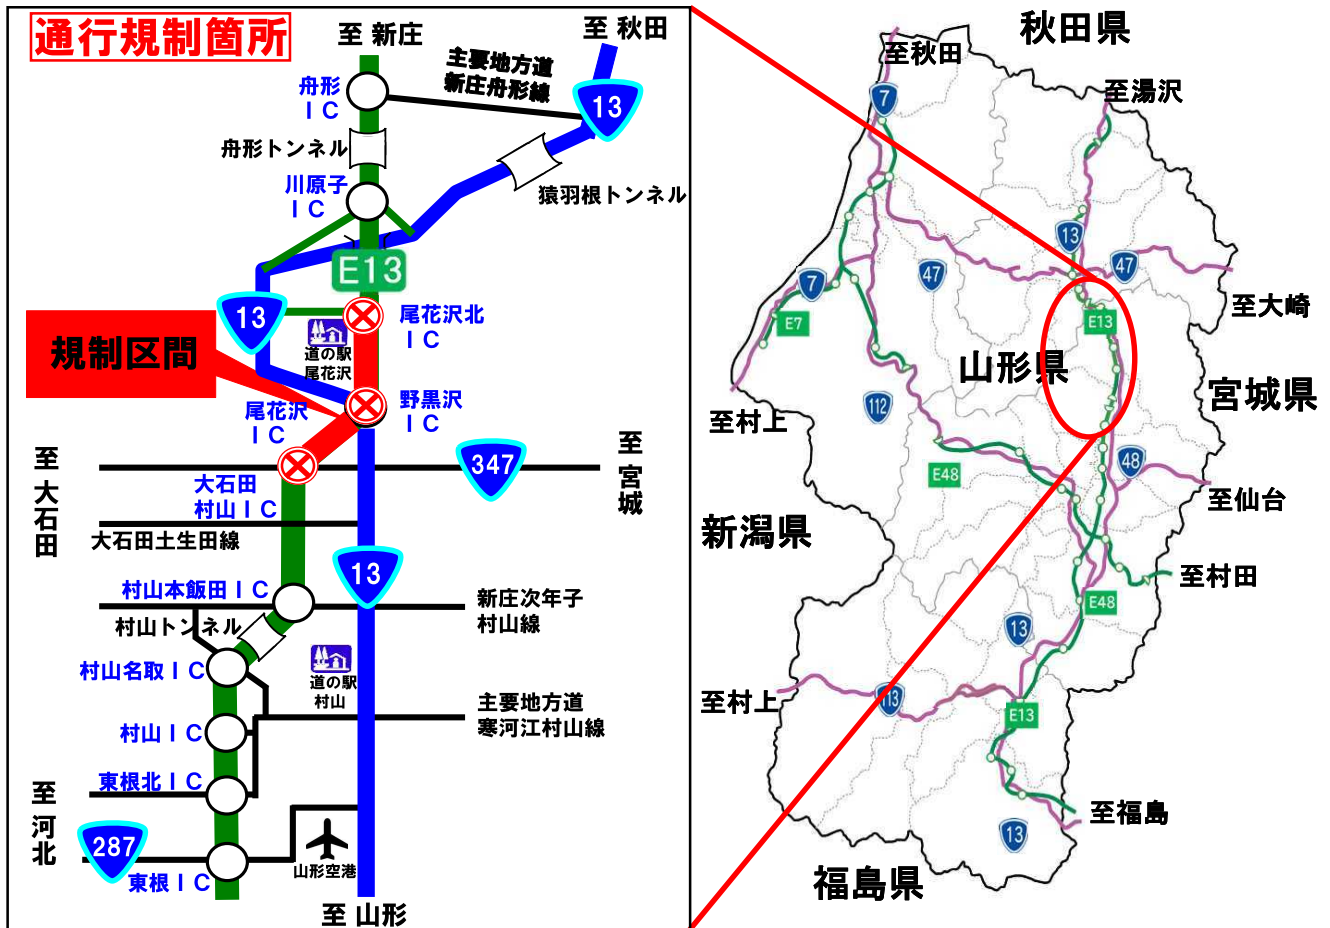 通行規制箇所
至 新庄
至 秋田
主要地方道
新庄舟形線
舟形
ＩＣ
13
舟形トンネル
川原子
ＩＣ
猿羽根トンネル
E13
13
尾花沢北
ＩＣ
道の駅
尾花沢
規制区間
尾花沢
ＩＣ
野黒沢
ＩＣ
至 大石田
347
至 宮城
大石田
村山ＩＣ
大石田土生田線
13
村山本飯田ＩＣ
新庄次年子
村山線
村山トンネル
村山名取ＩＣ
道の駅
村山
主要地方道
寒河江村山線
村山ＩＣ
東根北ＩＣ
至 河北
287
山形空港
東根ＩＣ
至 山形
秋田県
至秋田
至湯沢
7
13
47
47
7
至大崎
E7
E13
山形県
宮城県
112
至村上
48
E48
至仙台
新潟県
至村田
E48
13
至村上
113
E13
至福島
13
福島県